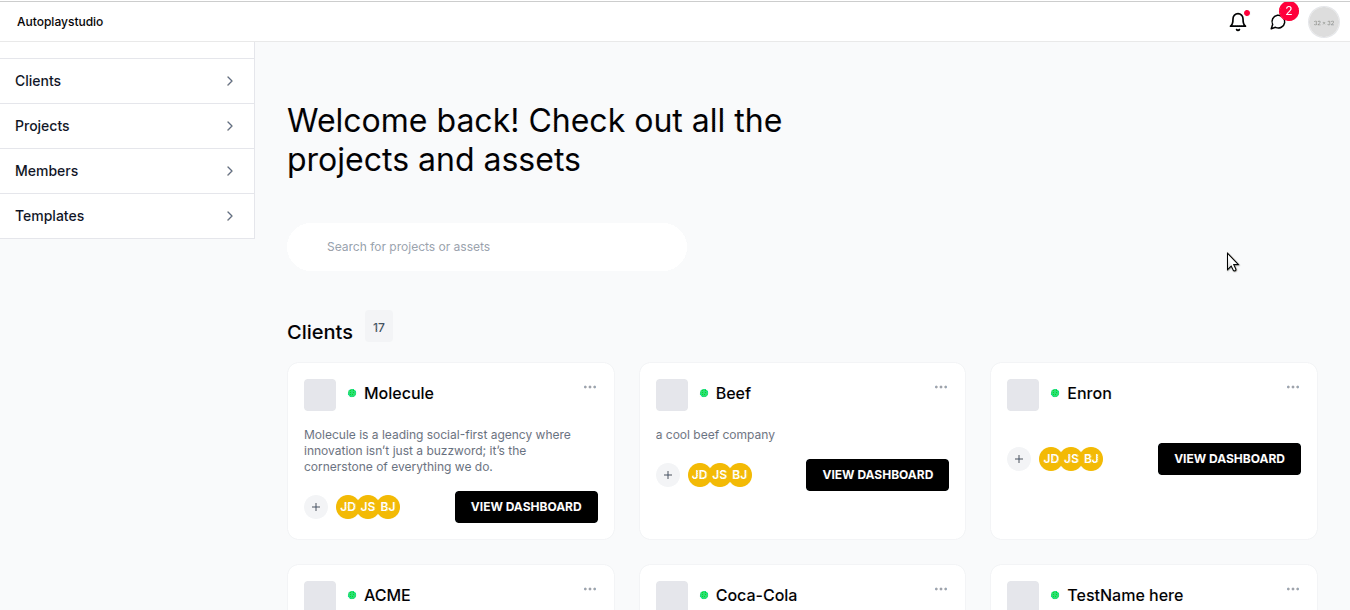 Autoplaystudio
2
32 × 32
Clients
Projects
Members
Templates
Welcome back! Check out all the
projects and assets
Search for projects or assets
Clients 17
Molecule
Molecule is a leading social-first agency where
innovation isn’t just a buzzword; it’s the
cornerstone of everything we do.
JD JS BJ
VIEW DASHBOARD
Beef
a cool beef company
JD JS BJ
VIEW DASHBOARD
Enron
JD JS BJ
VIEW DASHBOARD
ACME
Coca-Cola
TestName here